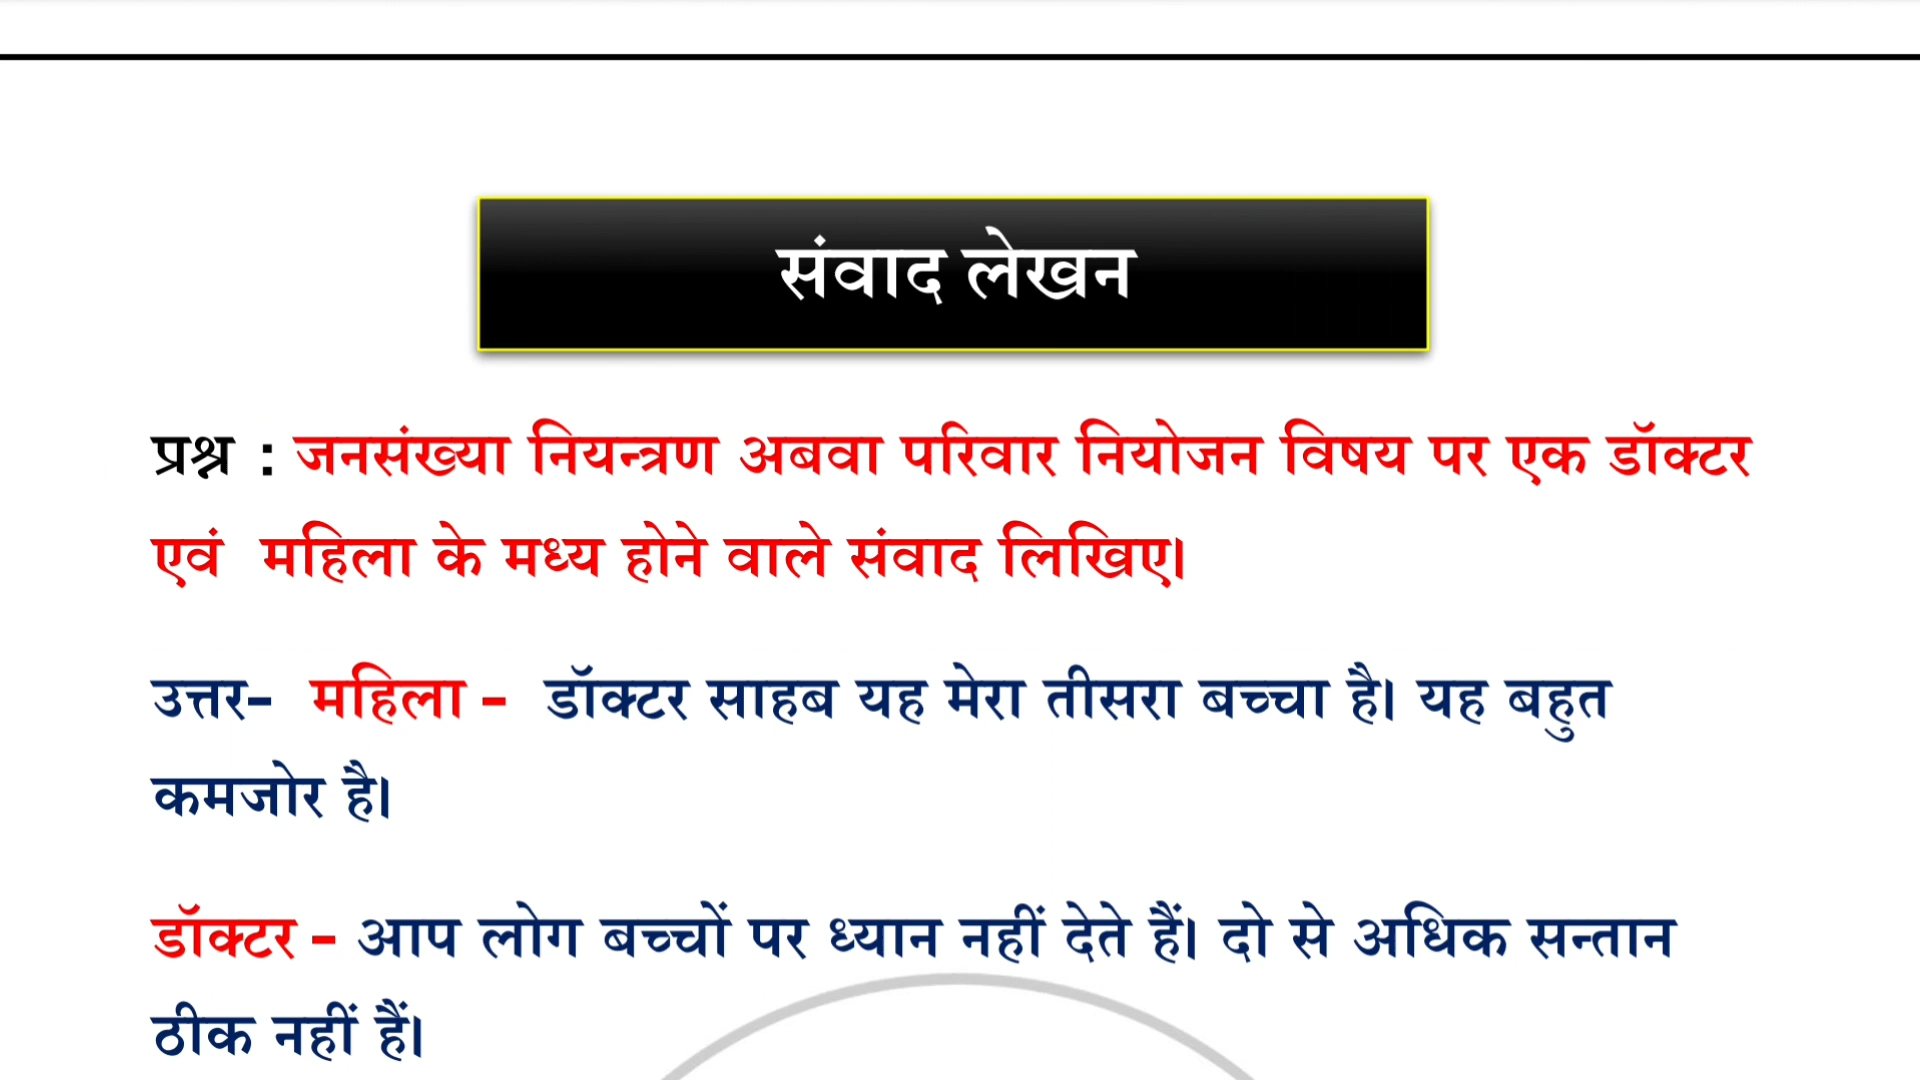 संवाद लेखन
प्रश्न : जनसंख्या नियन्त्रण अबवा परिवार नियोजन विषय पर एक डॉक्टर
एवं महिला के मध्य होने वाले संवाद लिखिए।
उत्तर- महिला - डॉक्टर साहब यह मेरा तीसरा बच्चा है। यह बहुत
कमजोर है।
डॉक्टर - आप लोग बच्चों पर ध्यान नहीं देते हैं। दो से अधिक सन्तान
ठीक नहीं हैं।